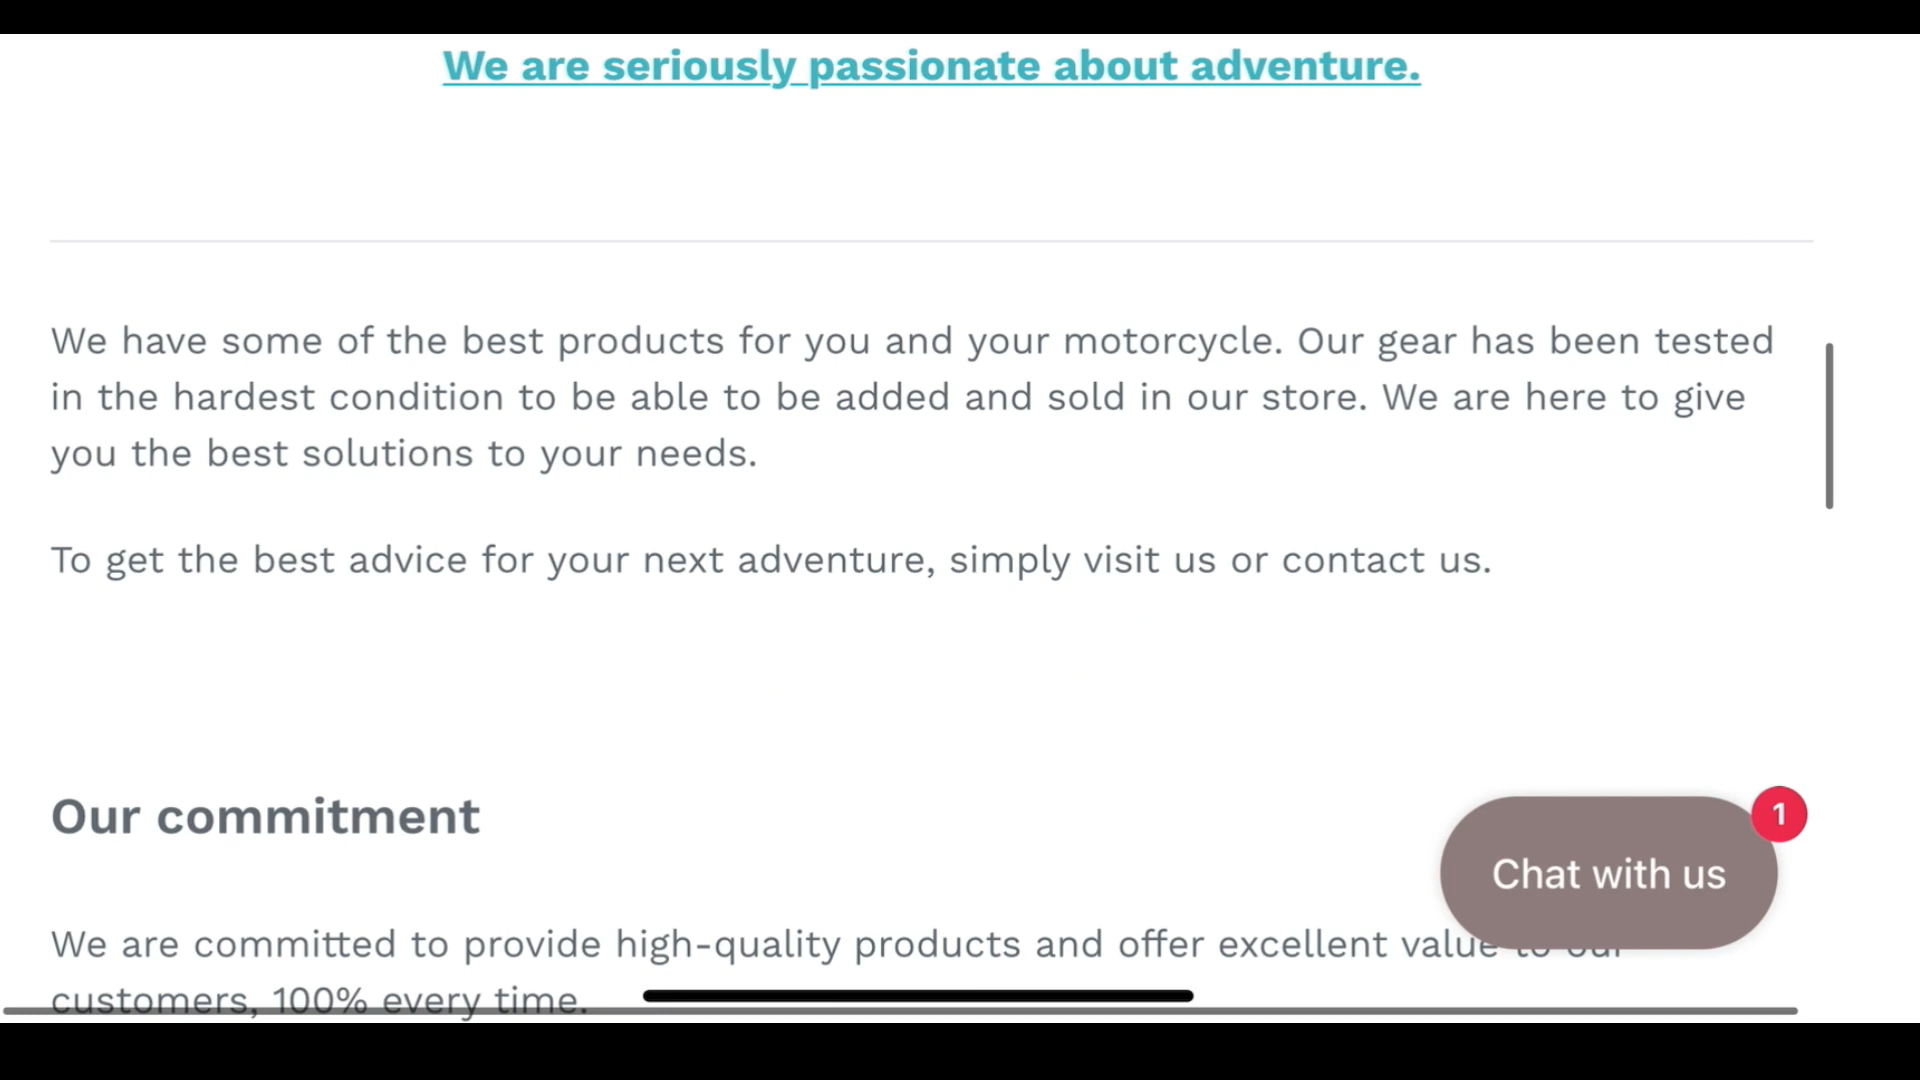 We are seriously passionate about adventure.
We have some of the best products for you and your motorcycle. Our gear has been tested
in the hardest condition to be able to be added and sold in our store. We are here to give
you the best solutions to your needs.
To get the best advice for your next adventure, simply visit us or contact us.
Our commitment
1
Chat with us
We are committed to provide high-quality products and offer excellent value to our
customers, 100% every time.